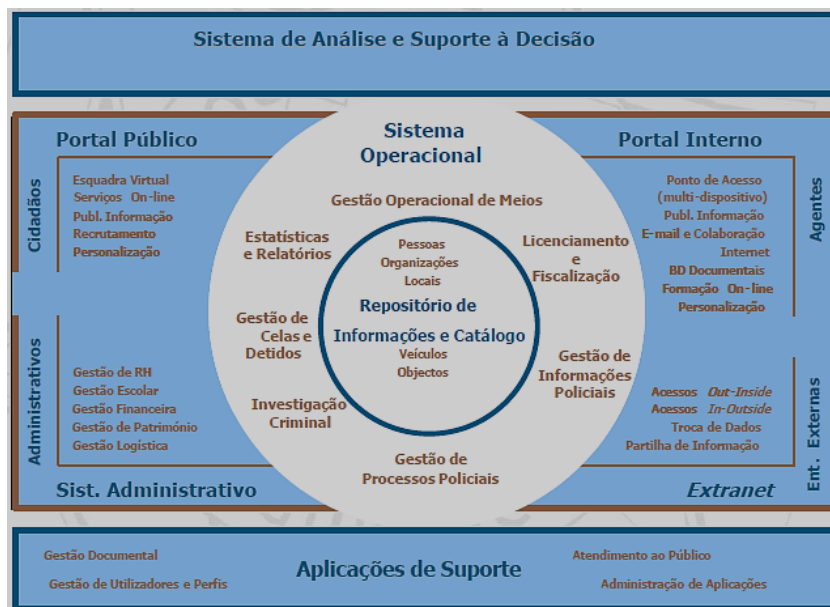 Sistema de Análise e Suporte à Decisão
Portal Público
Cidadãos
Esquadra Virtual
Serviços On-line
Publ. Informação
Recrutamento
Personalização
Sistema
Operacional
Gestão Operacional de Meios
Estatísticas
e Relatórios
Licenciamento
e
Fiscalização
Gestão de
Celas e
Detidos
Gestão de
Informações
Policiais
Investigação
Criminal
Gestão de
Processos Policiais
Pessoas
Organizações
Locais
Repositório de
Informações e Catálogo
Veículos
Objectos
Portal Interno
Agentes
Ponto de Acesso
(multi-dispositivo)
Publ. Informação
E-mail e Colaboração
Internet
BD Documentais
Formação On-line
Personalização
Administrativos
Gestão de RH
Gestão Escolar
Gestão Financeira
Gestão de Património
Gestão Logística
Sist. Administrativo
Ent. Externas
Acessos Out-Inside
Acessos In-Outside
Troca de Dados
Partilha de Informação
Extranet
Gestão Documental
Gestão de Utilizadores e Perfis
Aplicações de Suporte
Atendimento ao Público
Administração de Aplicações